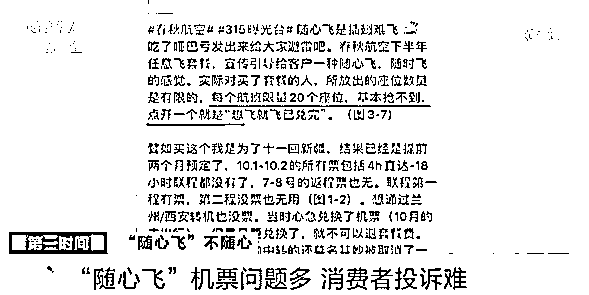 #春秋航空# #315曝光台# 随心飞是插翅难飞
吃了哑巴亏发出来给大家避雷吧。春秋航空下半年
任意飞套餐，宣传引导给客户一种随心飞，随时飞
的感觉。实际对买了套餐的人，所放出的座位数量
是有限的，每个航班限量20个座位，基本抢不到.
点开一个就是“想飞就飞已兑完”。（图3-7）
譬如买这个我是为了十一回新疆，结果已经是提前
两个月预定了，10.1-10.2的所有票包括4h直达-18
小时联程都没有了，7-8号的返程票也无。联程第一
程有票，第二程没票也无用（图1-2）。想通过兰
州/西安转机也没票。当时心急兑换了机票（10月的
兑换了，就不可以退套餐费。
第二时间 “随心飞”不随心
“随心飞”机票问题多 消费者投诉难